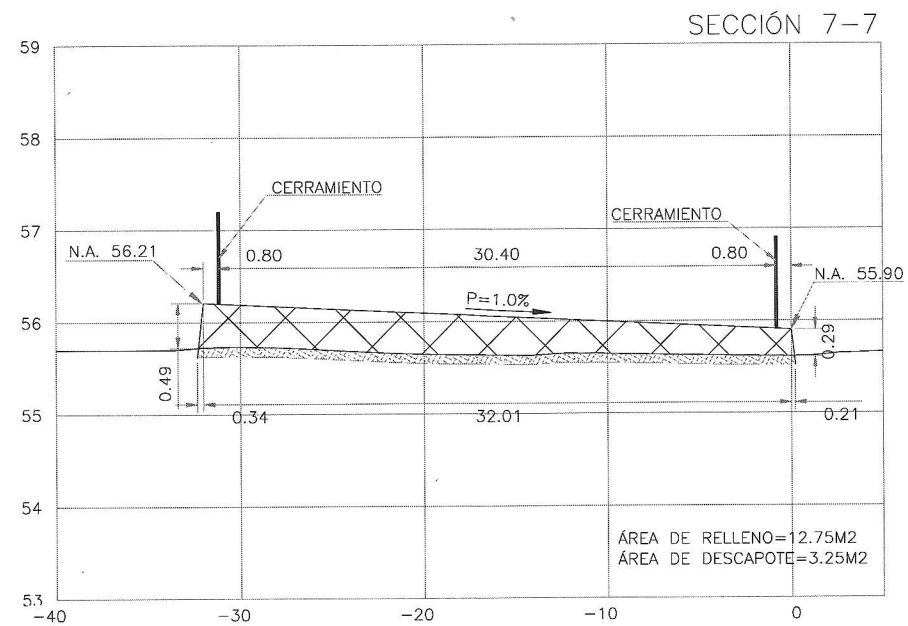 SECCIÓN 7-7
59
58
CERRAMIENTO
CERRAMIENTO
57
N.A. 56.21
0.80
30.40
0.80
N.A. 55.90
P=1.0%
56
0.29
0.49
55
0.34
32.01
0.21
54
ÁREA DE RELLENO=12.75M2
ÁREA DE DESCAPOTE=3.25M2
53
-40
-30
-20
-10
0